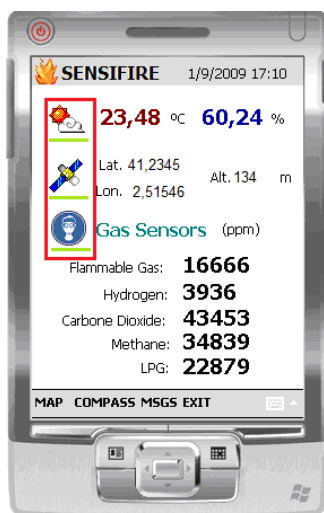 SENSIFIRE 1/9/2009 17:10
23,48 ºC 60,24 %
Lat. 41,2345
Alt. 134 m
Lon. 2,51546
Gas Sensors (ppm)
Flammable Gas: 16666
Hydrogen: 3936
Carbone Dioxide: 43453
Methane: 34839
LPG: 22879
MAP COMPASS MSGS EXIT